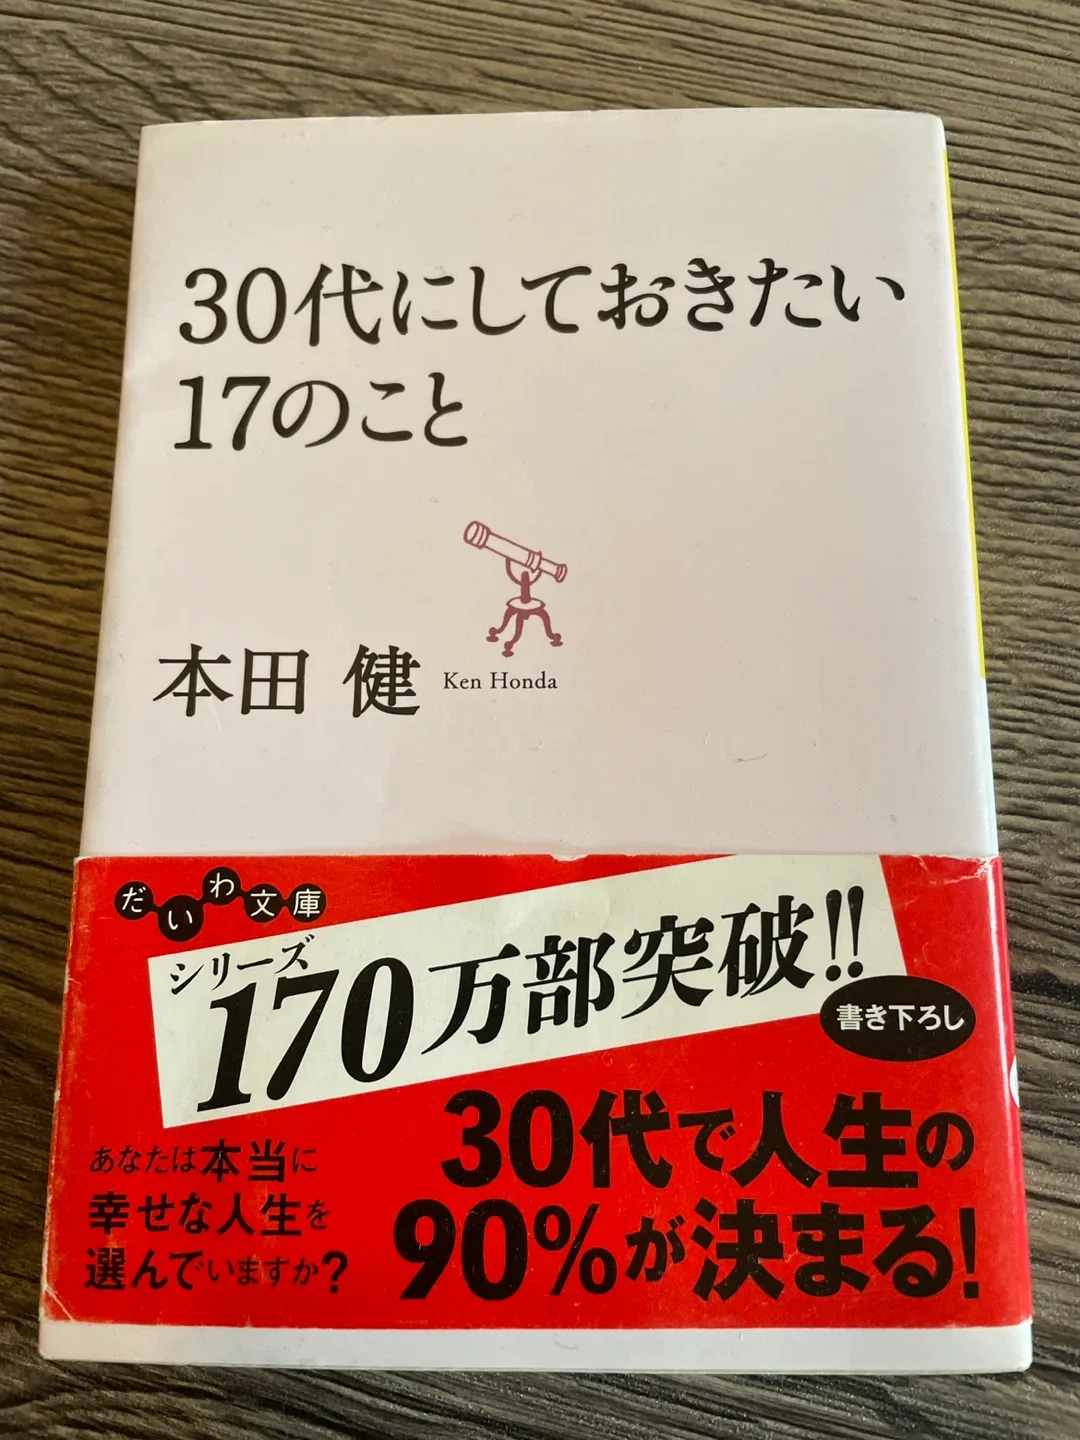 30代にしておきたい
17のこと
本田 健 Ken Honda
だいわ文庫
シリーズ
170万部突破!!
書き下ろし
あなたは本当に
幸せな人生を
選んでいますか?
30代で人生の
90%が決まる!